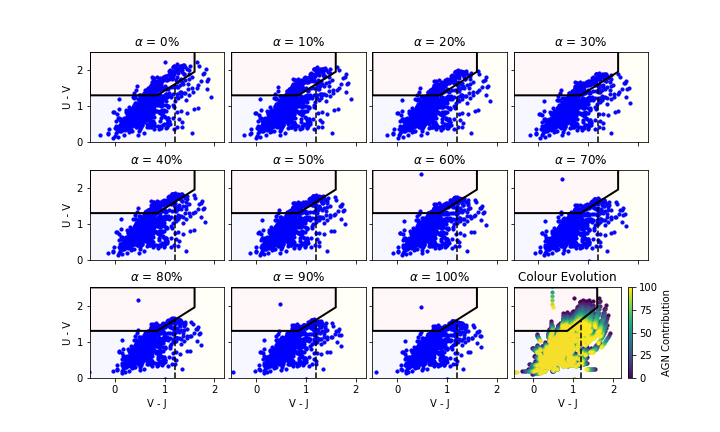 α = 0% α = 10% α = 20% α = 30%
2
1
0
U - V
α = 40% α = 50% α = 60% α = 70%
2
1
0
U - V
α = 80% α = 90% α = 100% Colour Evolution
2
1
0
U - V
100
75
50
25
0
AGN Contribution
0 1 2 0 1 2 0 1 2 0 1 2
V - J V - J V - J V - J